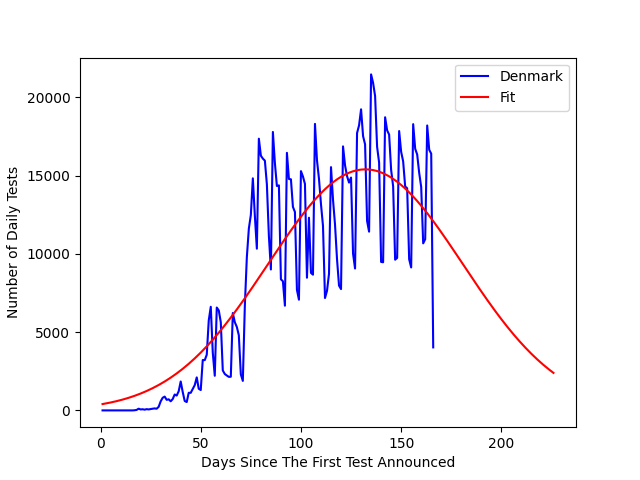 Denmark
Fit
Number of Daily Tests
20000
15000
10000
5000
0
0 50 100 150 200
Days Since The First Test Announced